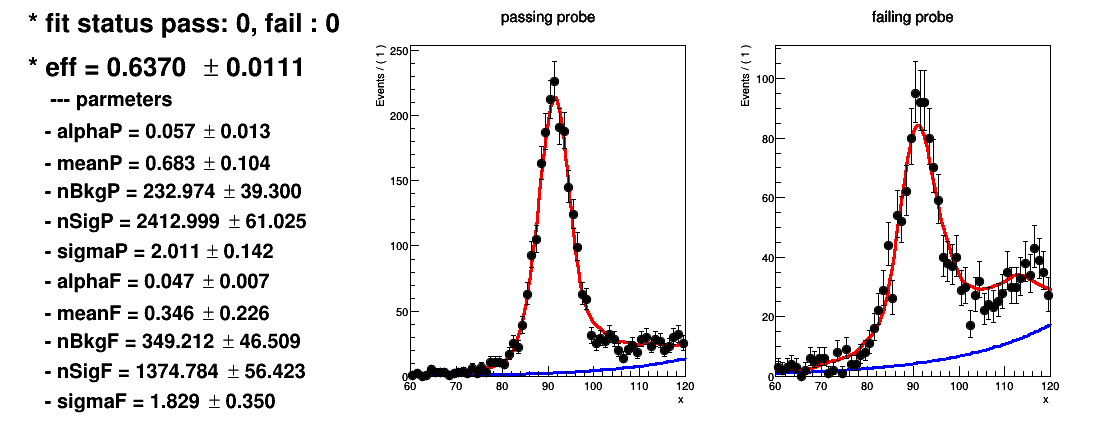 * fit status pass: 0, fail : 0
* eff = 0.6370 ± 0.0111
--- parmeters
- alphaP = 0.057 ± 0.013
- meanP = 0.683 ± 0.104
- nBkgP = 232.974 ± 39.300
- nSigP = 2412.999 ± 61.025
- sigmaP = 2.011 ± 0.142
- alphaF = 0.047 ± 0.007
- meanF = 0.346 ± 0.226
- nBkgF = 349.212 ± 46.509
- nSigF = 1374.784 ± 56.423
- sigmaF = 1.829 ± 0.350
passing probe
Events / ( 1 )
250
200
150
100
50
0
60 70 80 90 100 110 120
x
failing probe
Events / ( 1 )
100
80
60
40
20
0
60 70 80 90 100 110 120
x